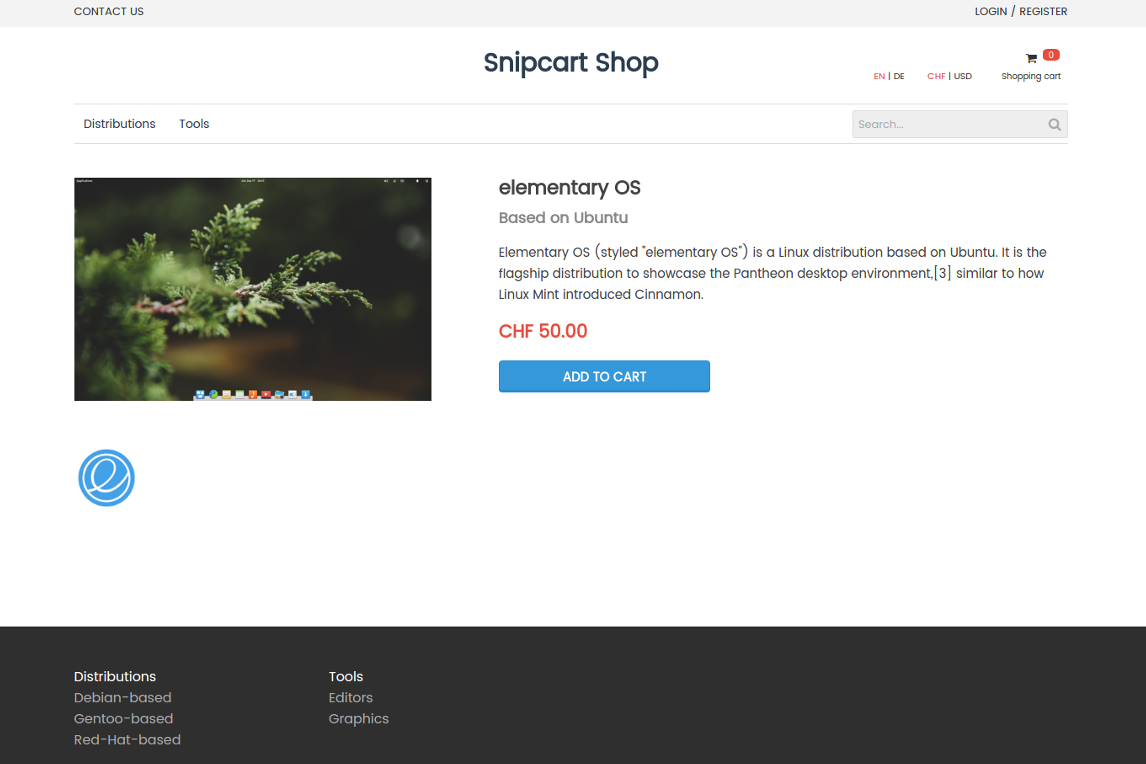 CONTACT US
LOGIN / REGISTER
Snipcart Shop
0
EN | DE
CHF | USD
Shopping cart
Distributions
Tools
Search...
elementary OS
Based on Ubuntu
Elementary OS (styled "elementary OS") is a Linux distribution based on Ubuntu. It is the
flagship distribution to showcase the Pantheon desktop environment,[3] similar to how
Linux Mint introduced Cinnamon.
CHF 50.00
ADD TO CART
Applications
Distributions
Debian-based
Gentoo-based
Red-Hat-based
Tools
Editors
Graphics